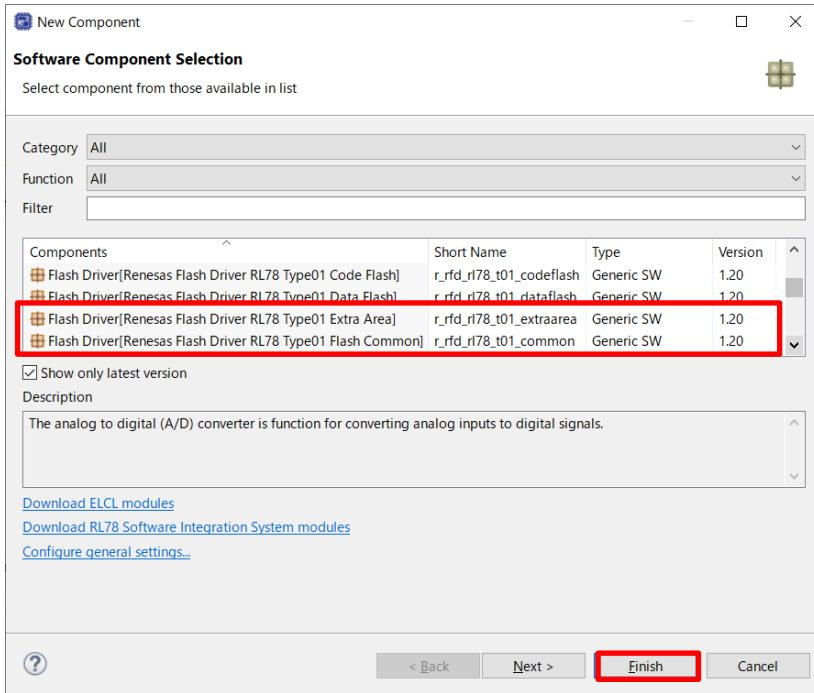 New Component
Software Component Selection
Select component from those available in list
Category All
Function All
Filter
Components Short Name Type Version
Flash Driver[Renesas Flash Driver RL78 Type01 Code Flash] r_rfd_rl78_t01_codeflash Generic SW 1.20
Flash Driver[Renesas Flash Driver RL78 Type01 Data Flash] r_rfd_rl78_t01_dataflash Generic SW 1.20
Flash Driver[Renesas Flash Driver RL78 Type01 Extra Area] r_rfd_rl78_t01_extraarea Generic SW 1.20
Flash Driver[Renesas Flash Driver RL78 Type01 Flash Common] r_rfd_rl78_t01_common Generic SW 1.20
Show only latest version
Description
The analog to digital (A/D) converter is function for converting analog inputs to digital signals.
Download ELCL modules
Download RL78 Software Integration System modules
Configure general settings...
? < Back Next > Finish Cancel